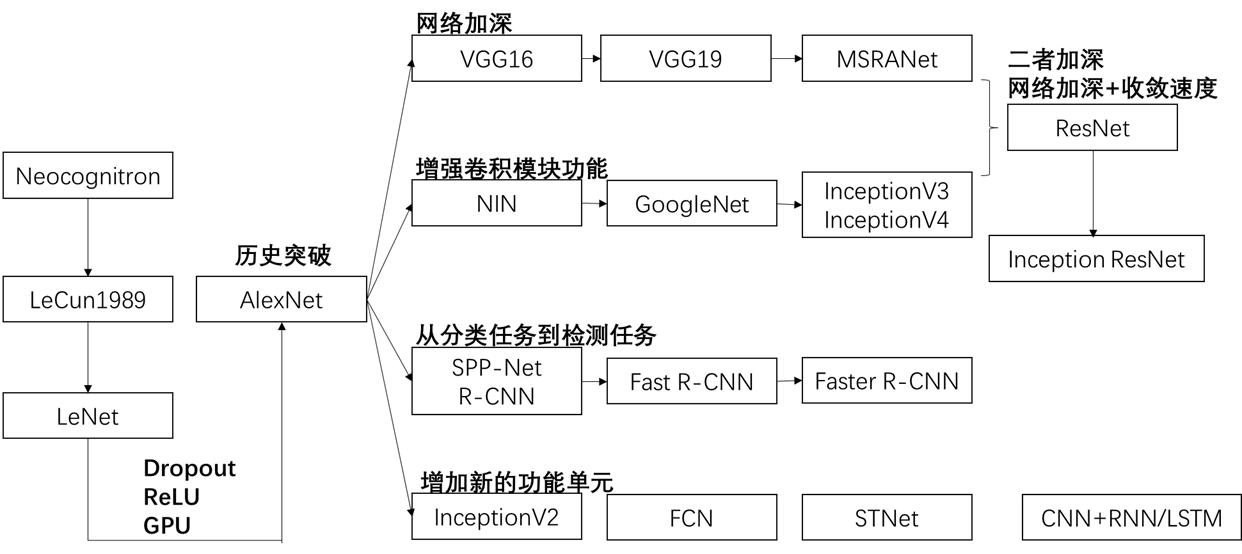 Neocognitron
LeCun1989
LeNet
Dropout
ReLU
GPU
历史突破
AlexNet
网络加深
VGG16
VGG19
MSRANet
增强卷积模块功能
NIN
GoogleNet
InceptionV3
InceptionV4
二者加深
网络加深+收敛速度
ResNet
Inception ResNet
从分类任务到检测任务
SPP-Net
R-CNN
Fast R-CNN
Faster R-CNN
增加新的功能单元
InceptionV2
FCN
STNet
CNN+RNN/LSTM